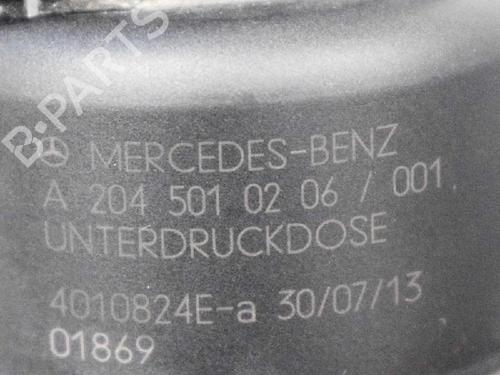 B-PARTS
MERCEDES-BENZ
A 204 501 02 06 / 001
UNTERDRUCKDOSE
4010824E-a 30/07/13
01869